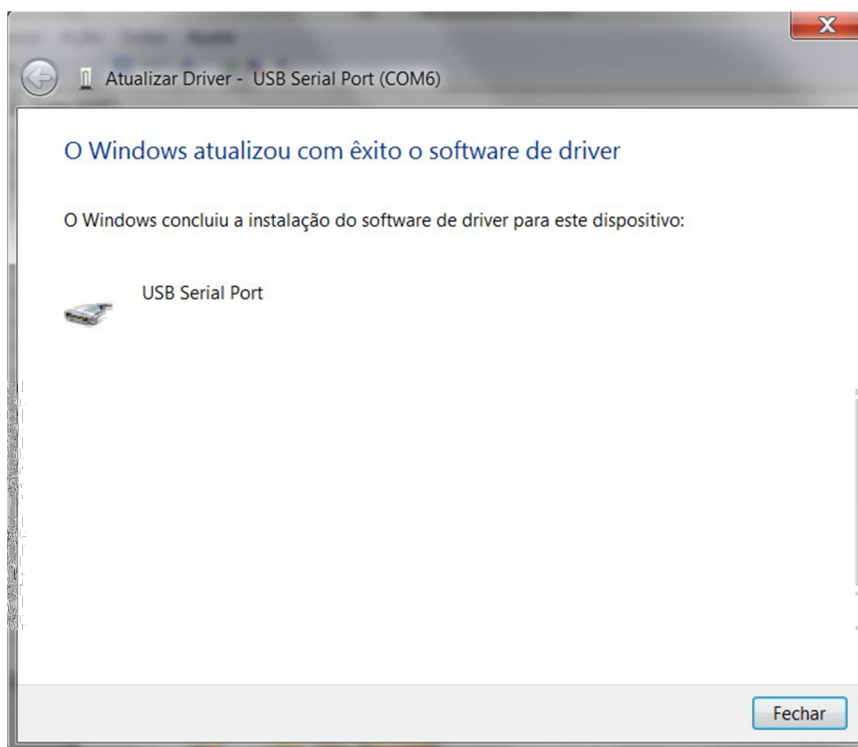 X
Atualizar Driver - USB Serial Port (COM6)
O Windows atualizou com êxito o software de driver
O Windows concluiu a instalação do software de driver para este dispositivo:
USB Serial Port
Fechar